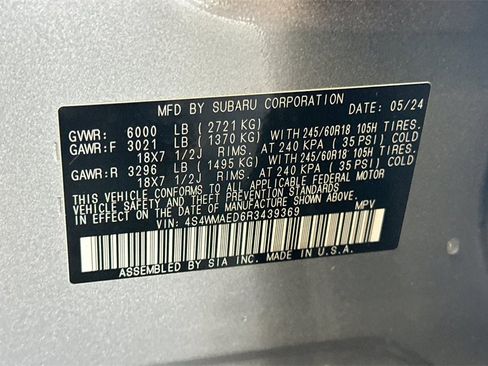 MFD BY SUBARU CORPORATION DATE: 05/24
GVWR: 6000 LB (2721 KG)
GAWR:F 3021 LB (1370 KG) WITH 245/60R18 105H TIRES.
18X7 1/2J RIMS. AT 240 KPA ( 35 PSI) COLD
GAWR:R 3296 LB (1495 KG) WITH 245/60R18 105H TIRES.
18X7 1/2J RIMS. AT 240 KPA ( 35 PSI) COLD
THIS VEHICLE CONFORMS TO ALL APPLICABLE FEDERAL MOTOR
VEHICLE SAFETY AND THEFT PREVENTION STANDARDS
IN EFFECT ON THE DATE OF MANUFACTURE SHOWN ABOVE.
VIN: 4S4WMAED6R3439369 MPV
ASSEMBLED BY SIA INC. MADE IN U.S.A.